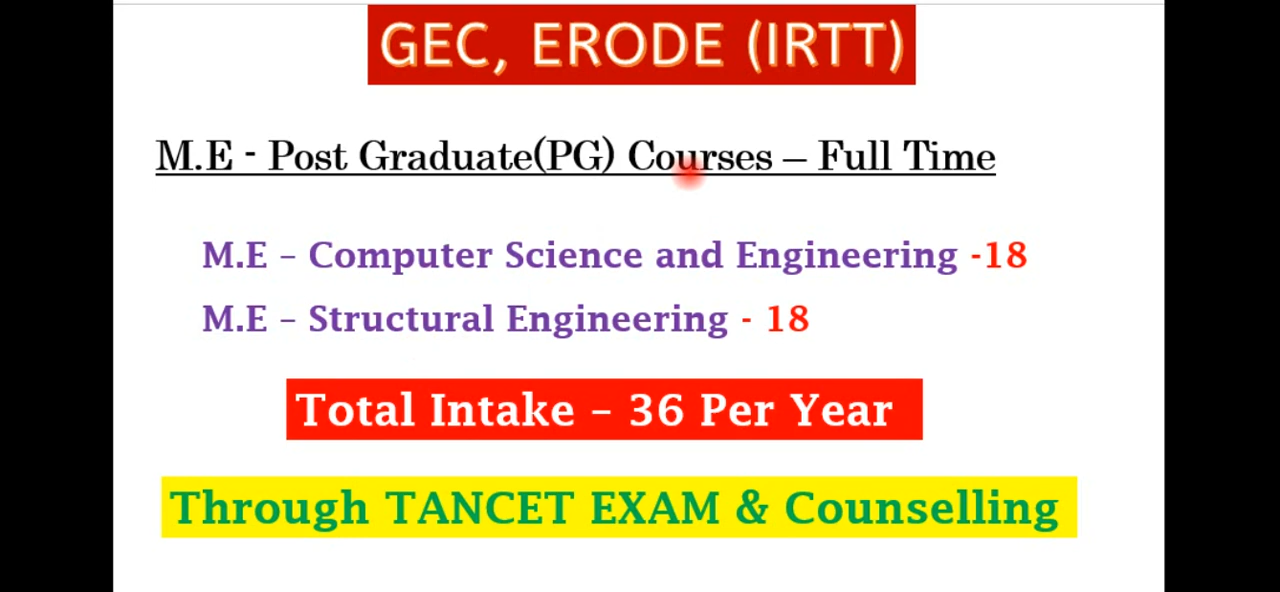 GEC, ERODE (IRTT)
M.E - Post Graduate(PG) Courses – Full Time
M.E – Computer Science and Engineering -18
M.E – Structural Engineering - 18
Total Intake – 36 Per Year
Through TANCET EXAM & Counselling